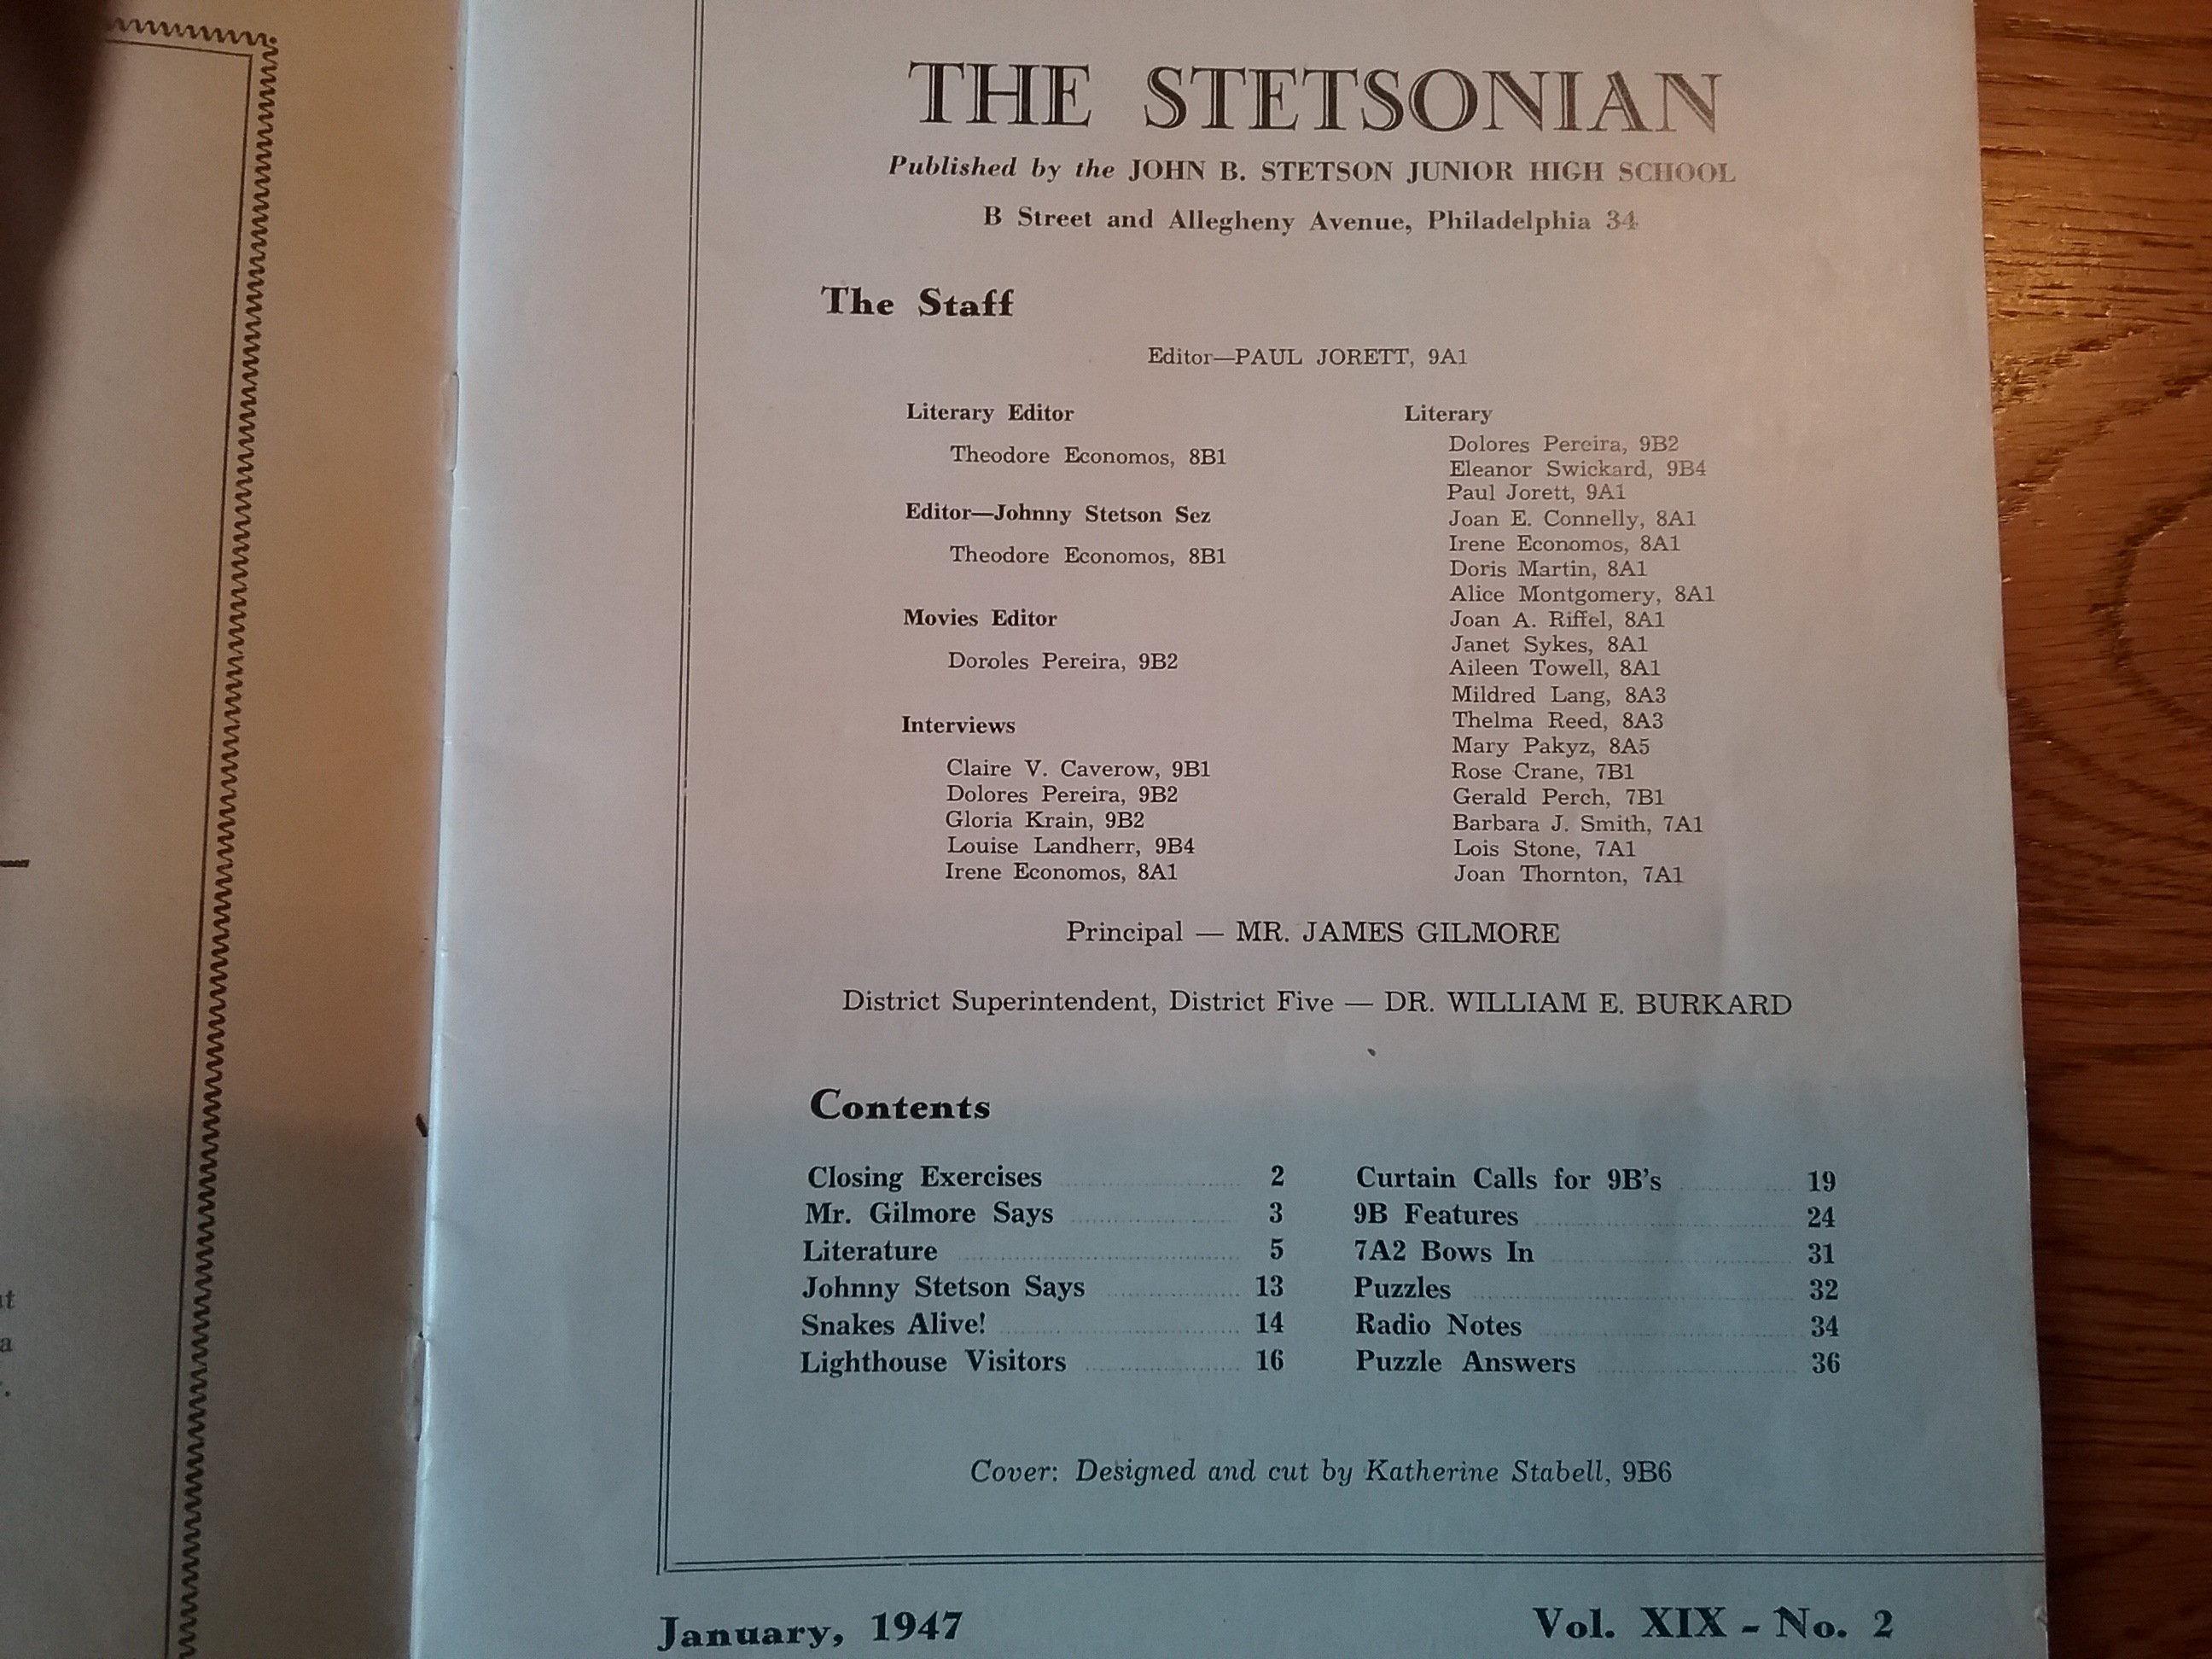 THE STETSONIAN
Published by the JOHN B. STETSON JUNIOR HIGH SCHOOL
B Street and Allegheny Avenue, Philadelphia 34
The Staff
Editor—PAUL JORETT, 9A1
Literary Editor
Theodore Economos, 8B1
Editor—Johnny Stetson Sez
Theodore Economos, 8B1
Movies Editor
Doroles Pereira, 9B2
Interviews
Claire V. Caverow, 9B1
Dolores Pereira, 9B2
Gloria Krain, 9B2
Louise Landherr, 9B4
Irene Economos, 8A1
Literary
Dolores Pereira, 9B2
Eleanor Swickard, 9B4
Paul Jorett, 9A1
Joan E. Connelly, 8A1
Irene Economos, 8A1
Doris Martin, 8A1
Alice Montgomery, 8A1
Joan A. Riffel, 8A1
Janet Sykes, 8A1
Aileen Towell, 8A1
Mildred Lang, 8A3
Thelma Reed, 8A3
Mary Pakyz, 8A5
Rose Crane, 7B1
Gerald Perch, 7B1
Barbara J. Smith, 7A1
Lois Stone, 7A1
Joan Thornton, 7A1
Principal — MR. JAMES GILMORE
District Superintendent, District Five — DR. WILLIAM E. BURKARD
Contents
Closing Exercises 2
Mr. Gilmore Says 3
Literature 5
Johnny Stetson Says 13
Snakes Alive! 14
Lighthouse Visitors 16
Curtain Calls for 9B's 19
9B Features 24
7A2 Bows In 31
Puzzles 32
Radio Notes 34
Puzzle Answers 36
Cover: Designed and cut by Katherine Stabell, 9B6
January, 1947
Vol. XIX - No. 2